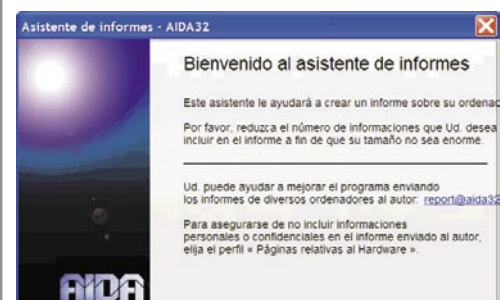 Asistente de informes - AIDA32
Bienvenido al asistente de informes
Este asistente le ayudará a crear un informe sobre su
Por favor, reduzca el número de informaciones que Ud. desea
incluir en el informe a fin de que su tamaño no sea enorme.
Ud. puede ayudar a mejorar el programa enviando
los informes de diversos ordenadores al autor: report@aida32
Para asegurarse de no incluir informaciones
personales o confidenciales en el informe enviado al autor,
elija el perfil « Páginas relativas al Hardware ».
AIDA